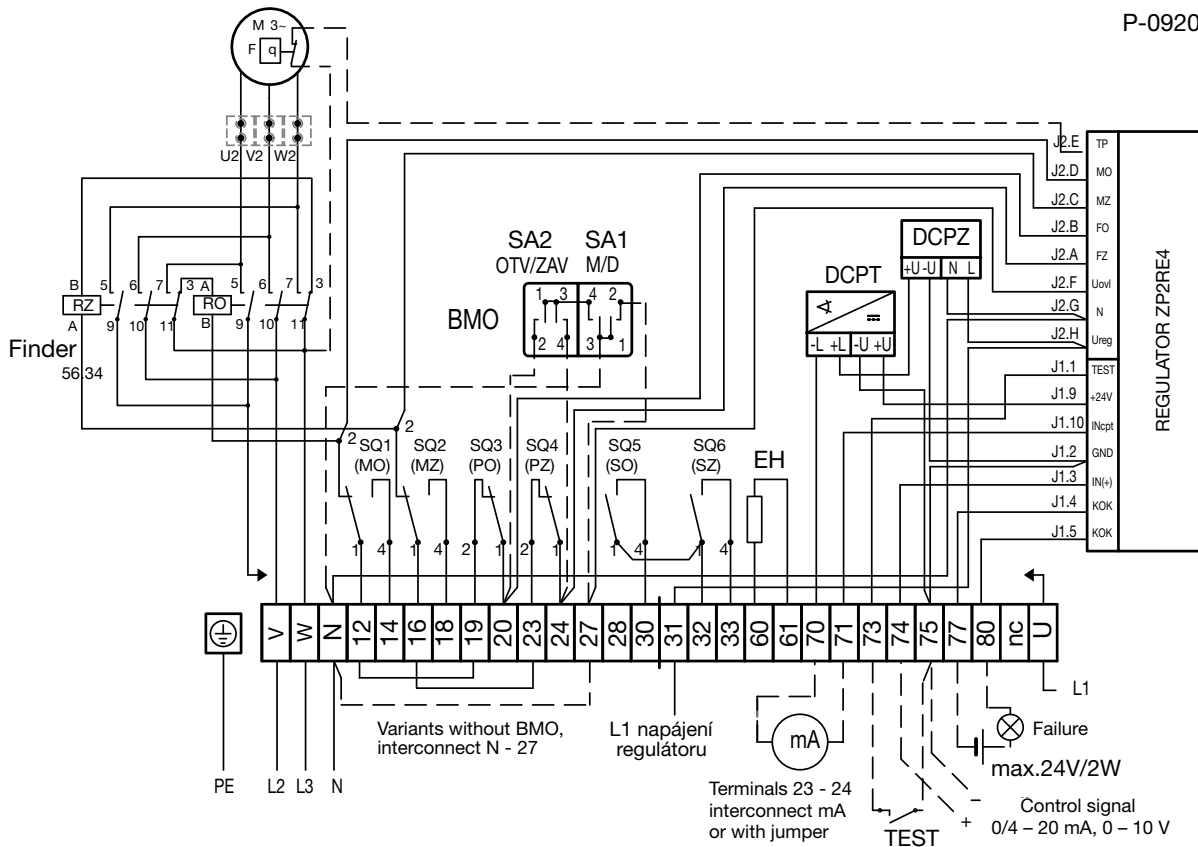 P-0920
M 3~
F q
U2 V2 W2
B 5 6 7 3 A 5 6 7 3
RZ RO
A 9 10 11 B 9 10 11
Finder
56.34
SA2 SA1
OTV/ZAV M/D
BMO
1 3 4 2
2 4 3 1
DCPT
-L +L -U +U
DCPZ
+U -U N L
J2.E TP
J2.D MO
J2.C MZ
J2.B FO
J2.A FZ
J2.F Uovl
J2.G N
J2.H Ureg
J1.1 TEST
J1.9 +24V
J1.10 INcpt
J1.2 GND
J1.3 IN(+)
J1.4 KOK
J1.5 KOK
REGULATOR ZP2RE4
2 2
SQ1 SQ2 SQ3 SQ4 SQ5 SQ6 EH
(MO) (MZ) (PO) (PZ) (SO) (SZ)
1 4 1 4 2 1 2 1 1 4 1 4
V W N 12 14 16 18 19 20 23 24 27 28 30 31 32 33 60 61 70 71 73 74 75 77 80 nc U
L1
Variants without BMO,
interconnect N - 27
L1 napájení
regulátoru
mA
Failure
max.24V/2W
PE L2 L3 N
Terminals 23 - 24
interconnect mA
or with jumper
TEST
+ −
Control signal
0/4 – 20 mA, 0 – 10 V